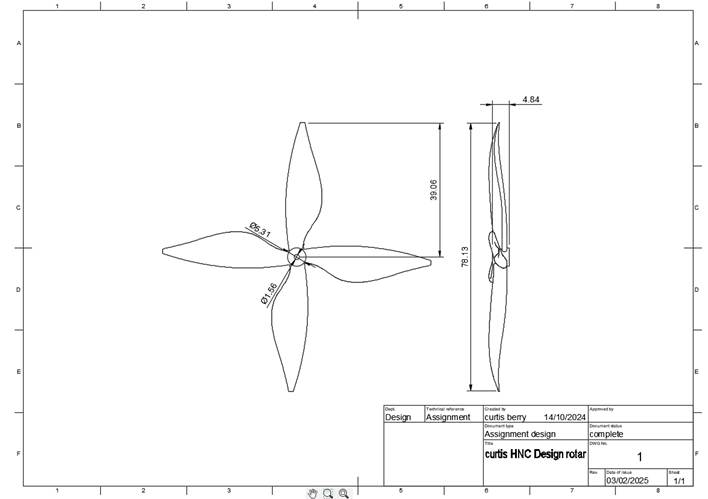 1 2 3 4 5 6 7 8
A A
4.84
B B
39.06
C C
Ø5.31
78.13
D D
Ø1.56
E E
Dept. Technical reference Created by Approved by
Design Assignment curtis berry 14/10/2024
Document type Document status
Assignment design complete
Title DWG No.
F curtis HNC Design rotar 1 F
Rev. Date of issue Sheet
03/02/2025 1/1
1 2 3 4 5 6 7 8